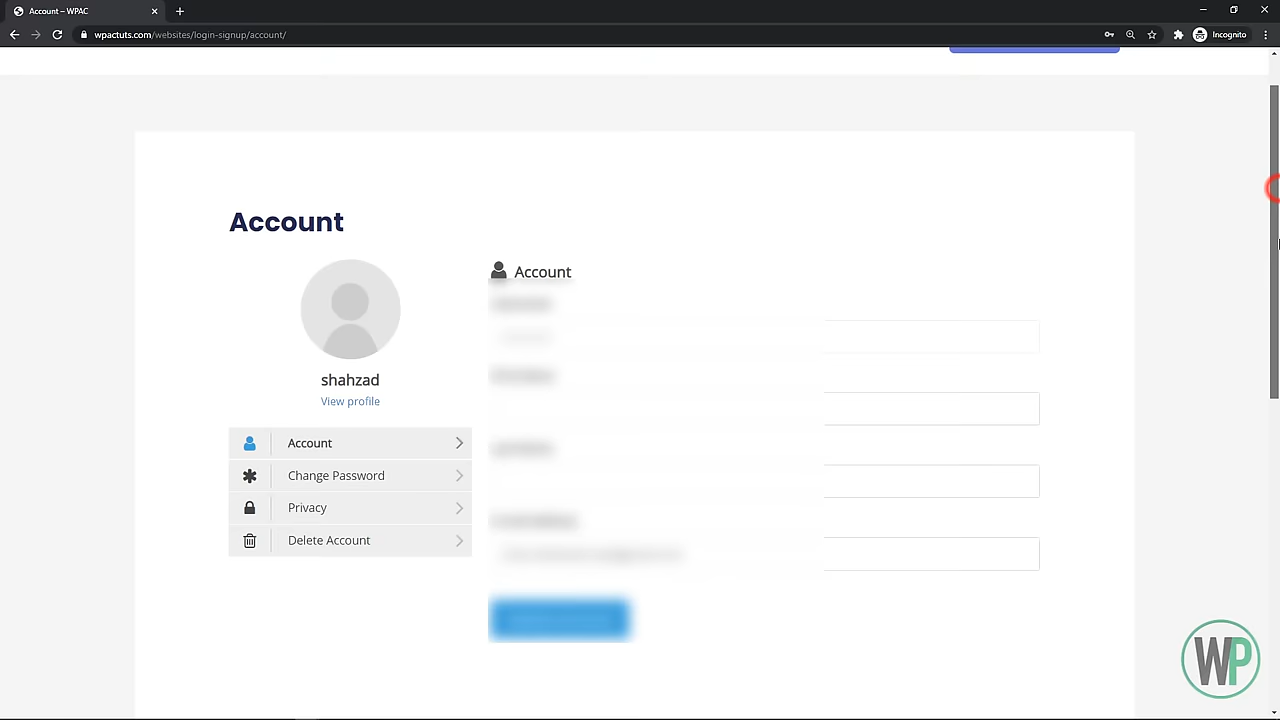 Account – WPAC
wpactuts.com/websites/login-signup/account/
Incognito
Account
Account
shahzad
View profile
Account
Change Password
Privacy
Delete Account
WP